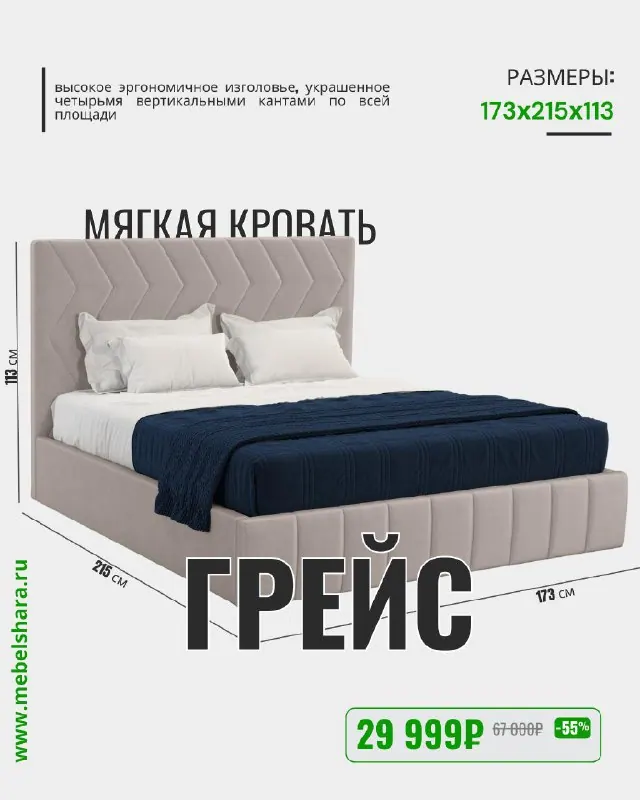 высокое эргономичное изголовье, украшенное
четырьмя вертикальными кантами по всей
площади
РАЗМЕРЫ:
173x215x113
МЯГКАЯ КРОВАТЬ
113 СМ
215 СМ
173 СМ
ГРЕЙС
www.mebelshara.ru
29 999₽ 67 000₽ -55%